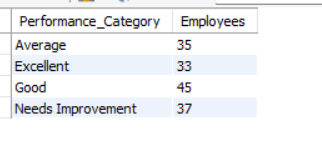 Performance_Category Employees
Average 35
Excellent 33
Good 45
Needs Improvement 37